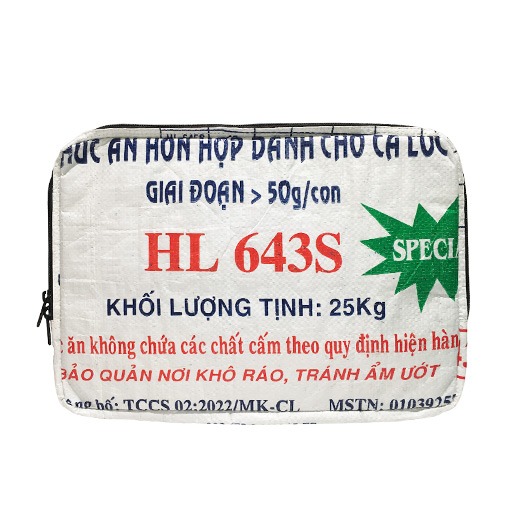 HỖN HỢP DÀNH CHO CÁ LÓC
GIAI ĐOẠN > 50g/con
HL 643S
SPECIA
KHỐI LƯỢNG TỊNH: 25Kg
ăn không chứa các chất cấm theo quy định hiện hàn
BẢO QUẢN NƠI KHÔ RÁO, TRÁNH ẨM ƯỚT
bố: TCCS 02:2022/MK-CL MSTN: 0103925